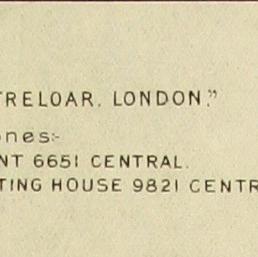 TRELOAR, LONDON."
ones:-
NT 6651 CENTRAL.
TING HOUSE 9821 CENTR